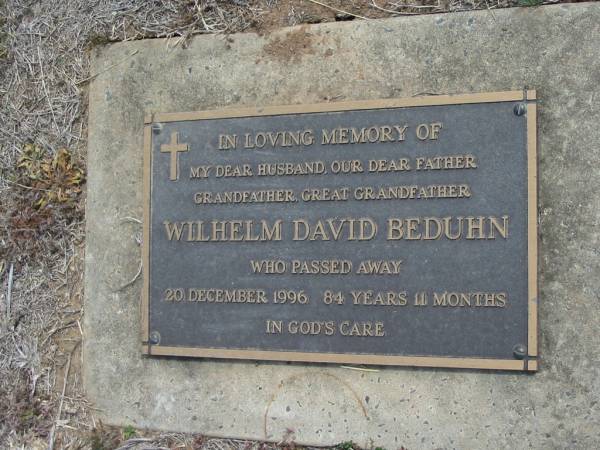 IN LOVING MEMORY OF
MY DEAR HUSBAND, OUR DEAR FATHER
GRANDFATHER, GREAT GRANDFATHER
WILHELM DAVID BEDUHN
WHO PASSED AWAY
20 DECEMBER 1996 84 YEARS 11 MONTHS
IN GOD'S CARE